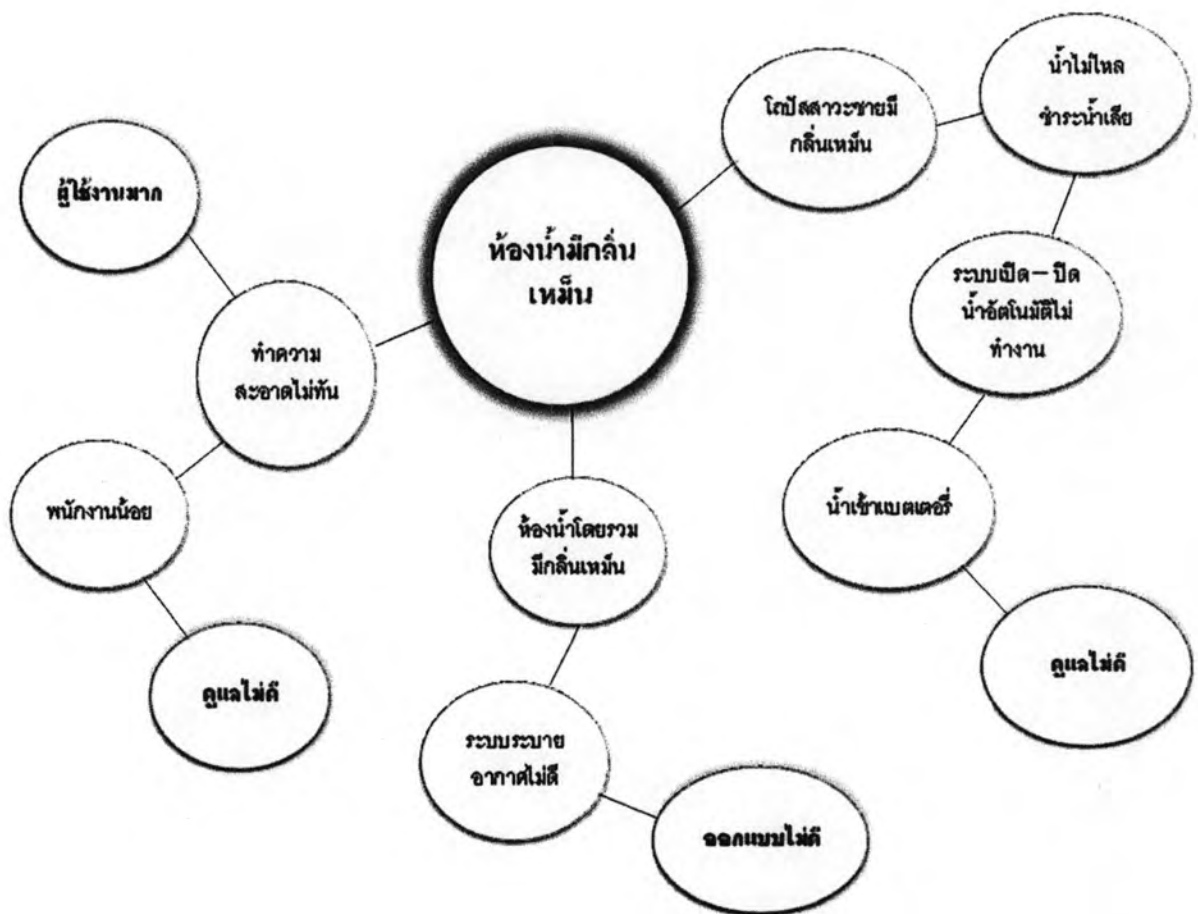 ห้องน้ำมีกลิ่น
เหม็น
โถปัสสาวะชายมี
กลิ่นเหม็น
น้ำไม่ไหล
ชำระน้ำเสีย
ระบบเปิด-ปิด
น้ำอัตโนมัติไม่
ทำงาน
น้ำเข้าแบตเตอรี่
ดูแลไม่ดี
ห้องน้ำโดยรวม
มีกลิ่นเหม็น
ระบบระบาย
อากาศไม่ดี
ออกแบบไม่ดี
ทำความ
สะอาดไม่ทัน
ผู้ใช้งานมาก
พนักงานน้อย
ดูแลไม่ดี